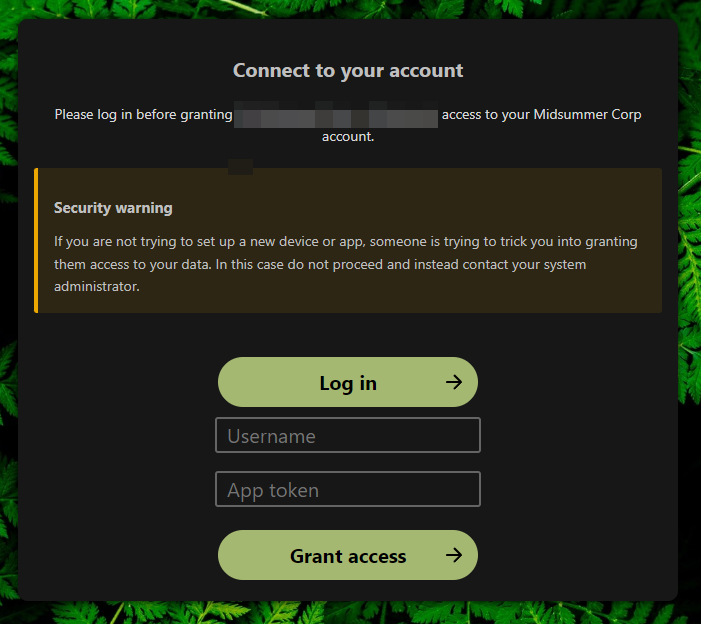 Connect to your account
Please log in before granting access to your Midsummer Corp
account.
Security warning
If you are not trying to set up a new device or app, someone is trying to trick you into granting
them access to your data. In this case do not proceed and instead contact your system
administrator.
Log in
Username
App token
Grant access